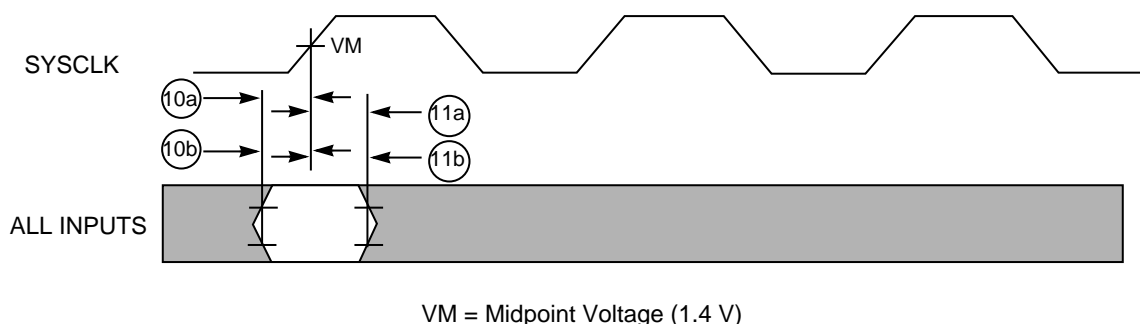 VM
SYSCLK
10a
11a
10b
11b
ALL INPUTS
VM = Midpoint Voltage (1.4 V)